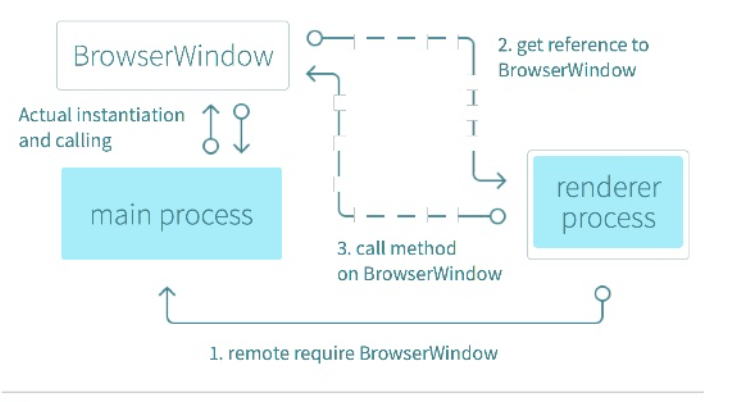 BrowserWindow
2. get reference to
BrowserWindow
Actual instantiation
and calling
main process
renderer
process
3. call method
on BrowserWindow
1. remote require BrowserWindow